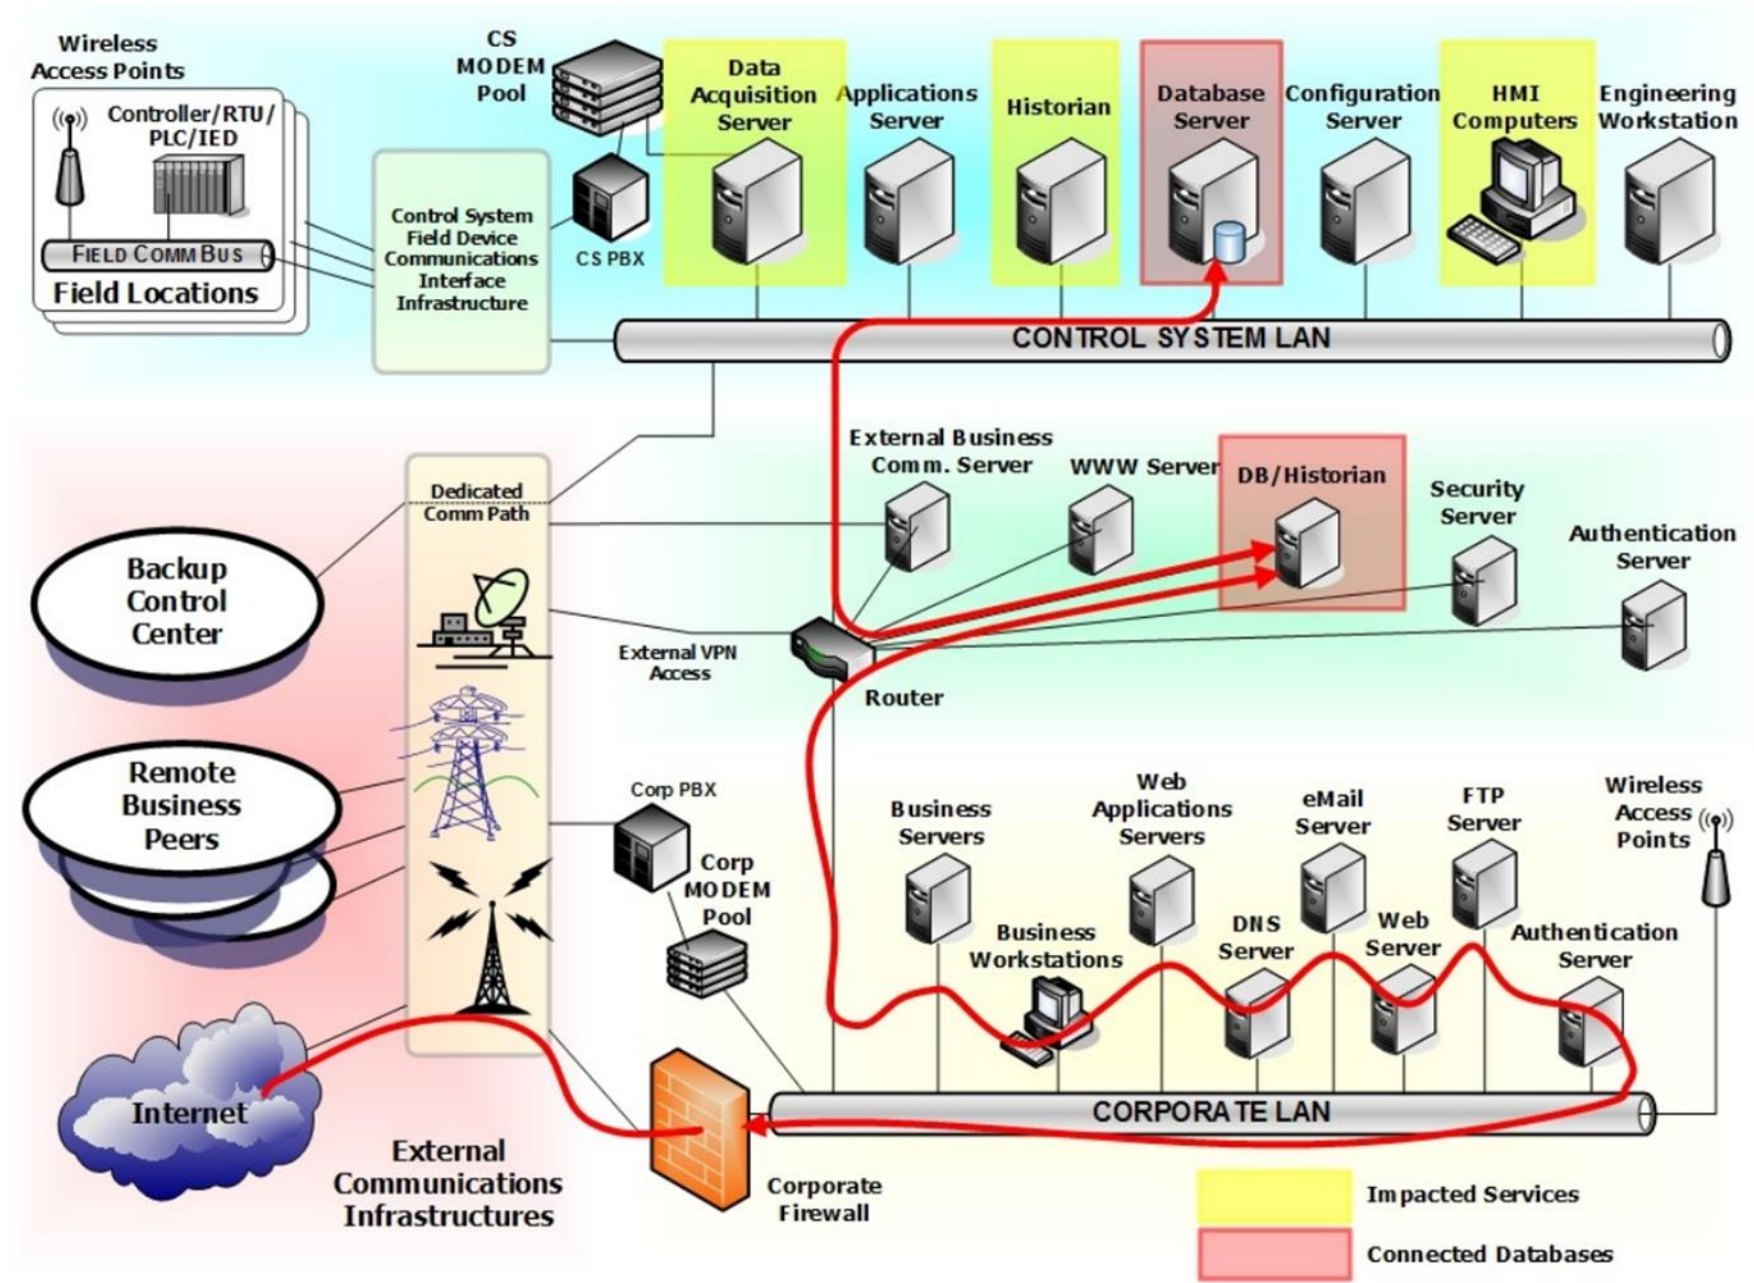 Wireless
Access Points
Controller/RTU/
PLC/IED
FIELD COMM BUS
Field Locations
Control System
Field Device
Communications
Interface
Infrastructure
CS
MODEM
Pool
CS PBX
Data
Acquisition
Server
Applications
Server
Historian
Database
Server
Configuration
Server
HMI
Computers
Engineering
Workstation
CONTROL SYSTEM LAN
External Business
Comm. Server
WWW Server
DB/Historian
Security
Server
Authentication
Server
Dedicated
Comm Path
Backup
Control
Center
External VPN
Access
Router
Remote
Business
Peers
Corp PBX
Corp
MODEM
Pool
Business
Servers
Business
Workstations
Web
Applications
Servers
DNS
Server
eMail
Server
Web
Server
FTP
Server
Authentication
Server
Wireless
Access
Points
Internet
CORPORATE LAN
External
Communications
Infrastructures
Corporate
Firewall
Impacted Services
Connected Databases